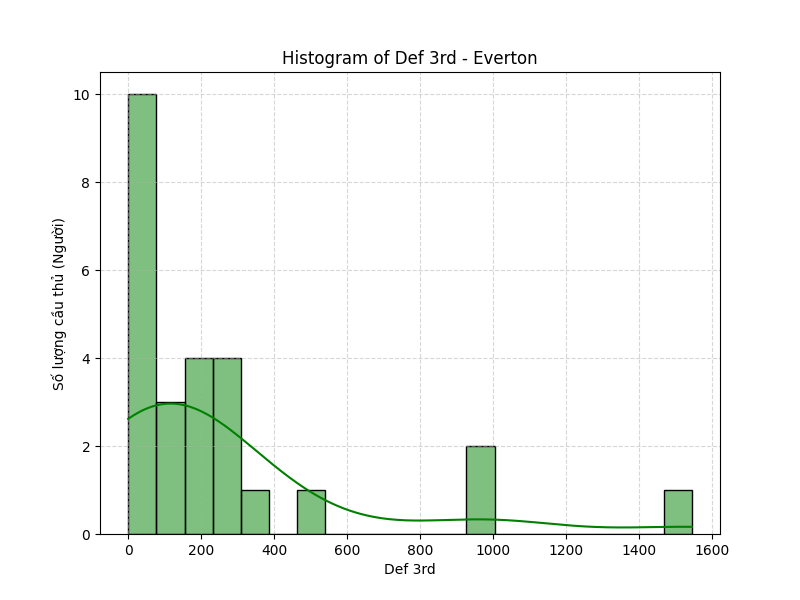 Histogram of Def 3rd - Everton
Số lượng cầu thủ (Người)
10
8
6
4
2
0
0 200 400 600 800 1000 1200 1400 1600
Def 3rd